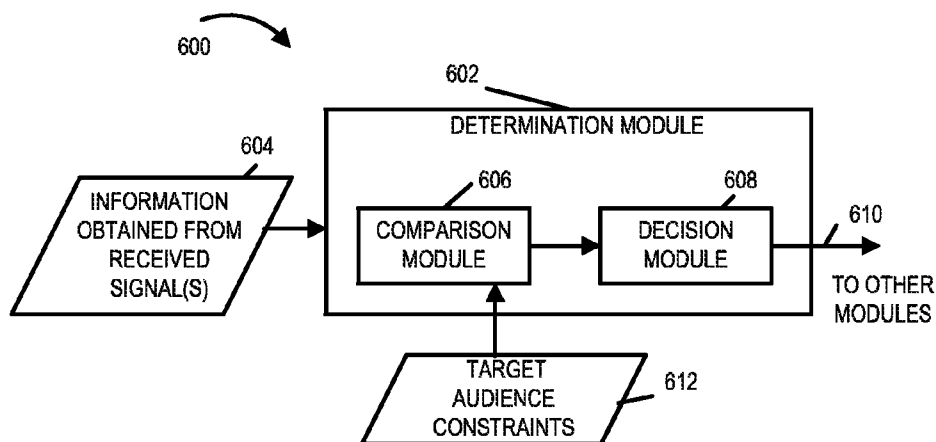 600
602
DETERMINATION MODULE
604
INFORMATION
OBTAINED FROM
RECEIVED
SIGNAL(S)
606
COMPARISON
MODULE
608
DECISION
MODULE
610
TO OTHER
MODULES
TARGET
AUDIENCE
CONSTRAINTS
612